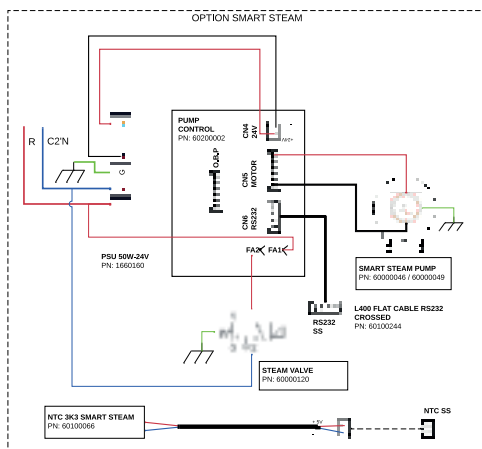 OPTION SMART STEAM
PUMP
CONTROL
PN: 60200002
CN4
24V
R
C2'N
G
O.B.P
CN5
MOTOR
CN6
RS232
FA2
FA1
PSU 50W-24V
PN: 1660160
SMART STEAM PUMP
PN: 60000046 / 60000049
RS232
SS
L400 FLAT CABLE RS232
CROSSED
PN: 60100244
STEAM VALVE
PN: 60000120
NTC 3K3 SMART STEAM
PN: 60100066
+ 5V
-
NTC SS